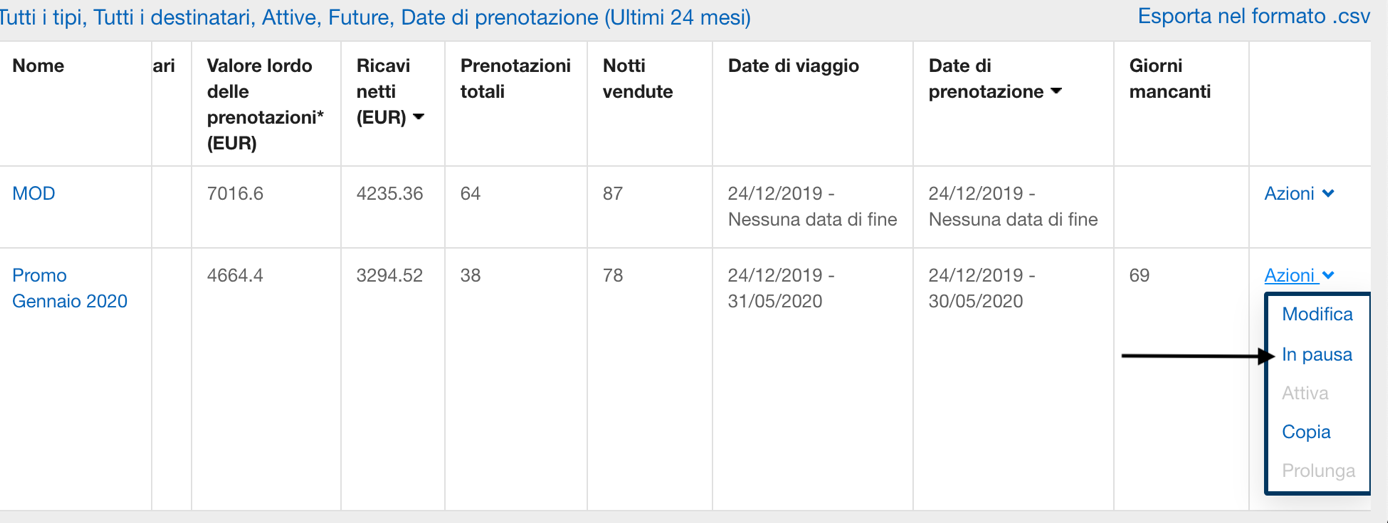 Tutti i tipi, Tutti i destinatari, Attive, Future, Date di prenotazione (Ultimi 24 mesi)
Esporta nel formato .csv
Nome
ari
Valore lordo
delle
prenotazioni*
(EUR)
Ricavi
netti
(EUR)
Prenotazioni
totali
Notti
vendute
Date di viaggio
Date di
prenotazione
Giorni
mancanti
MOD
7016.6
4235.36
64
87
24/12/2019 -
Nessuna data di fine
24/12/2019 -
Nessuna data di fine
Azioni
Promo
Gennaio 2020
4664.4
3294.52
38
78
24/12/2019 -
31/05/2020
24/12/2019 -
30/05/2020
69
Azioni
Modifica
In pausa
Attiva
Copia
Prolunga